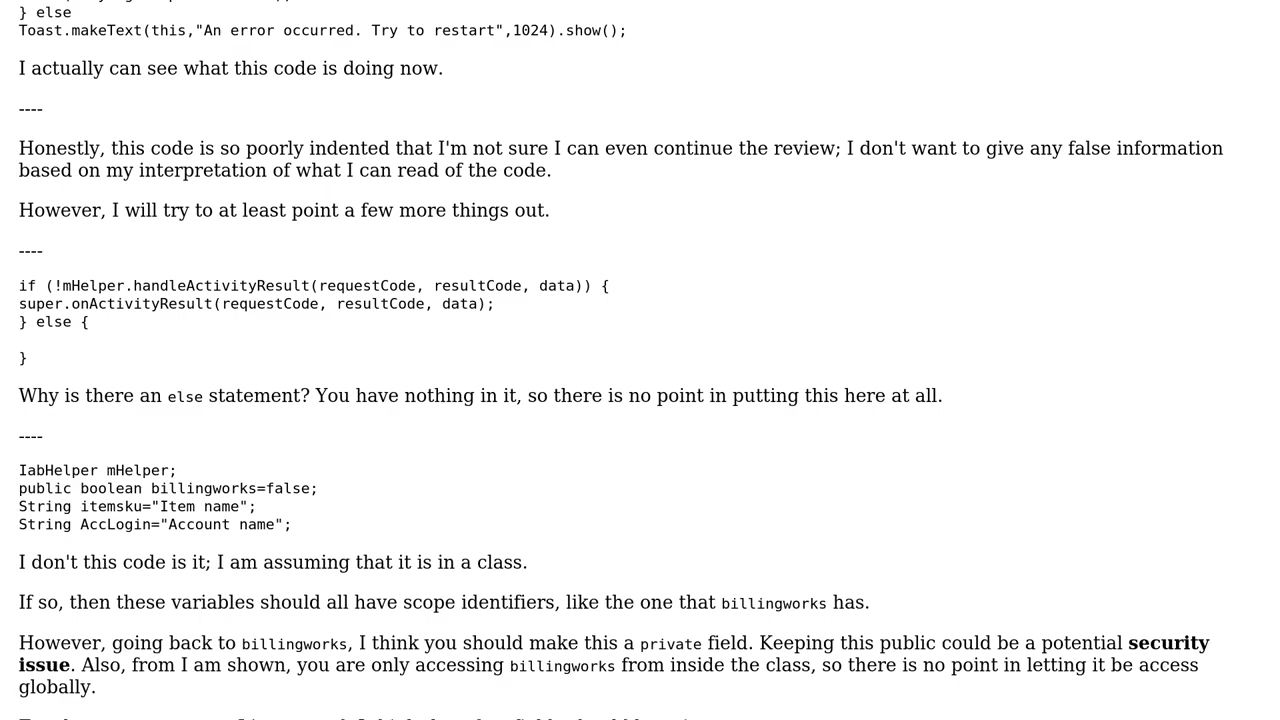 } else
Toast.makeText(this,"An error occurred. Try to restart",1024).show();
I actually can see what this code is doing now.
----
Honestly, this code is so poorly indented that I'm not sure I can even continue the review; I don't want to give any false information
based on my interpretation of what I can read of the code.
However, I will try to at least point a few more things out.
----
if (!mHelper.handleActivityResult(requestCode, resultCode, data)) {
super.onActivityResult(requestCode, resultCode, data);
} else {
}
Why is there an else statement? You have nothing in it, so there is no point in putting this here at all.
----
IabHelper mHelper;
public boolean billingworks=false;
String itemsku="Item name";
String AccLogin="Account name";
I don't this code is it; I am assuming that it is in a class.
If so, then these variables should all have scope identifiers, like the one that billingworks has.
However, going back to billingworks, I think you should make this a private field. Keeping this public could be a potential security
issue. Also, from I am shown, you are only accessing billingworks from inside the class, so there is no point in letting it be access
globally.